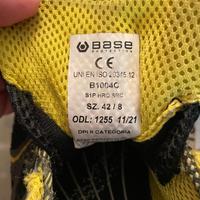 BASE
PROTECTION
CE
UNI EN ISO 20345:12
B1004C
S1P HRO SRC
SZ. 42 / 8
ODL: 1255 11/21
DPI II CATEGORIA